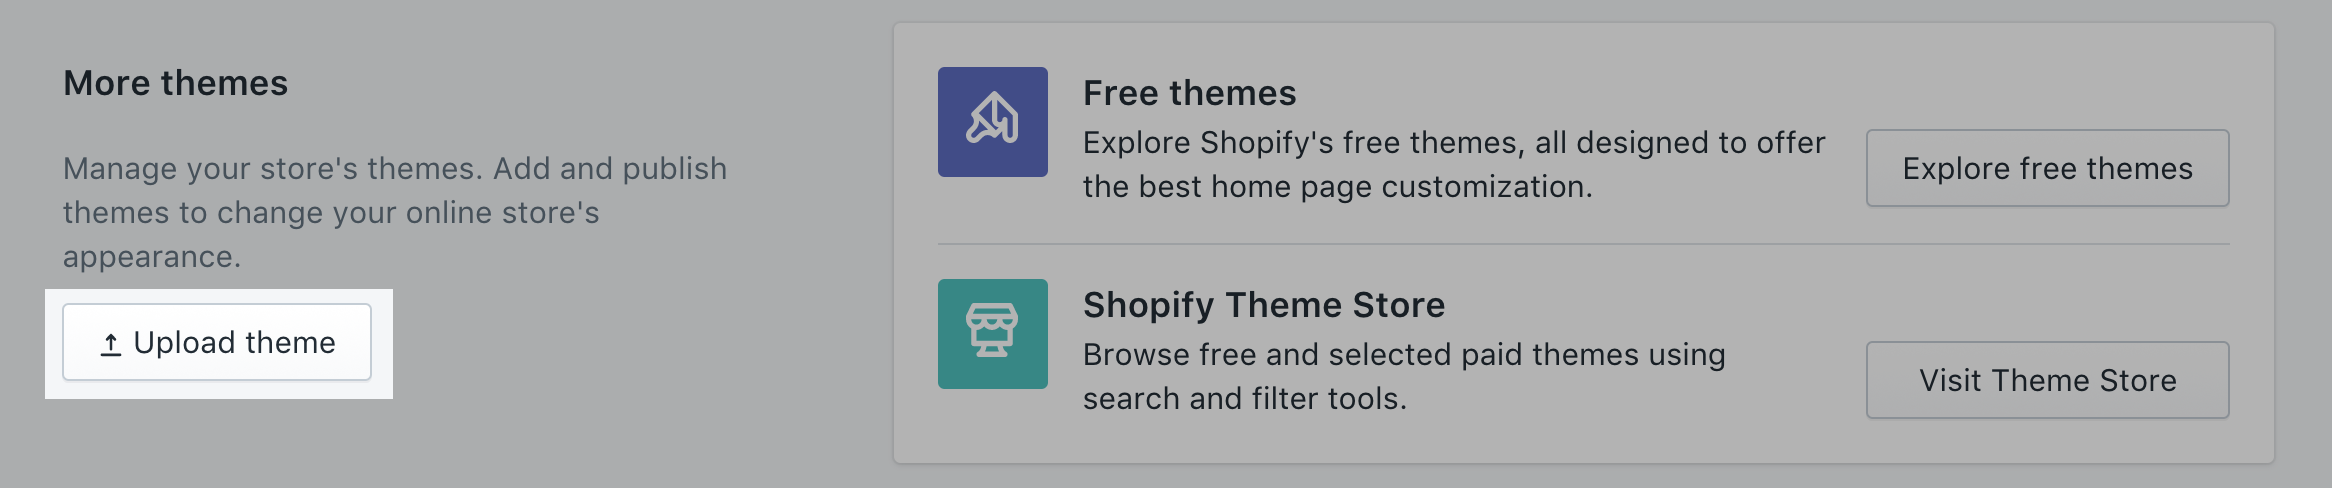 More themes
Manage your store's themes. Add and publish
themes to change your online store's
appearance.
Upload theme
Free themes
Explore Shopify's free themes, all designed to offer
the best home page customization.
Explore free themes
Shopify Theme Store
Browse free and selected paid themes using
search and filter tools.
Visit Theme Store